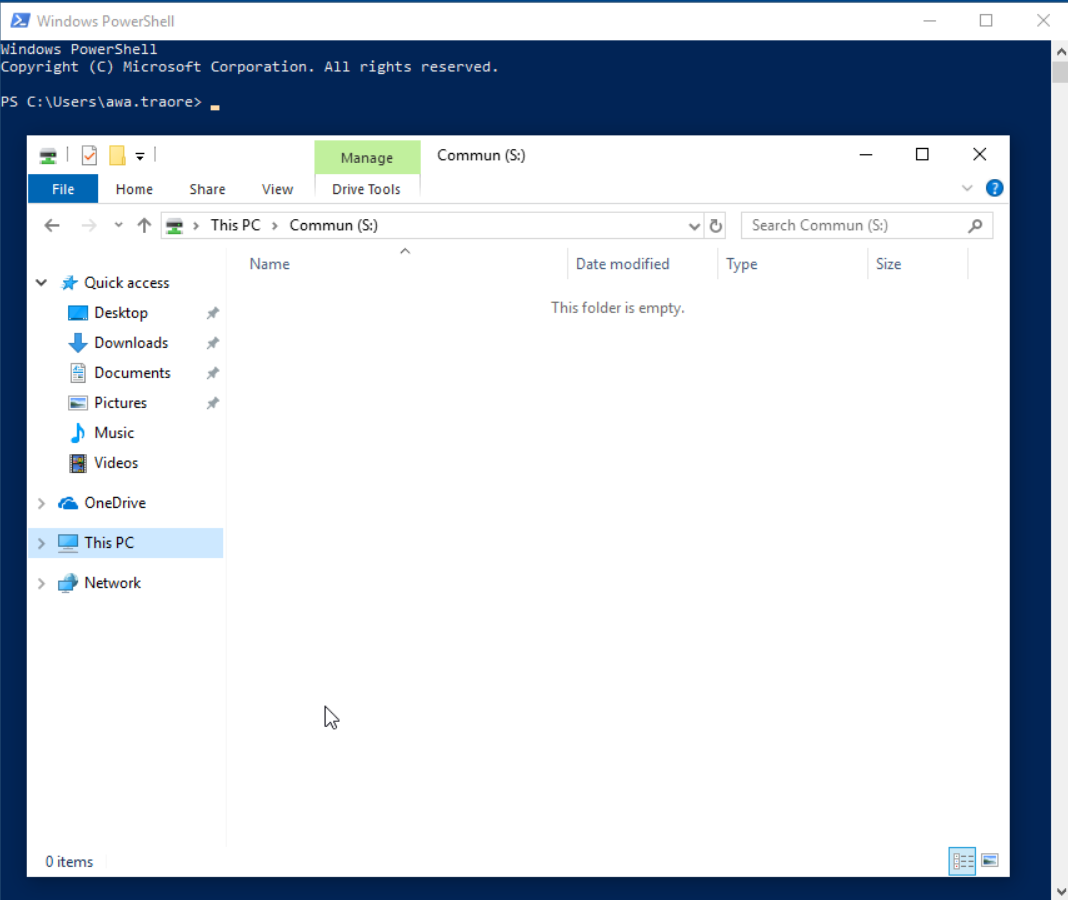 Windows PowerShell
Windows PowerShell
Copyright (C) Microsoft Corporation. All rights reserved.
PS C:\Users\awa.traore> _
Manage
Commun (S:)
File
Home
Share
View
Drive Tools
?
This PC > Commun (S:)
Search Commun (S:)
Name
Date modified
Type
Size
This folder is empty.
Quick access
Desktop
Downloads
Documents
Pictures
Music
Videos
OneDrive
This PC
Network
0 items